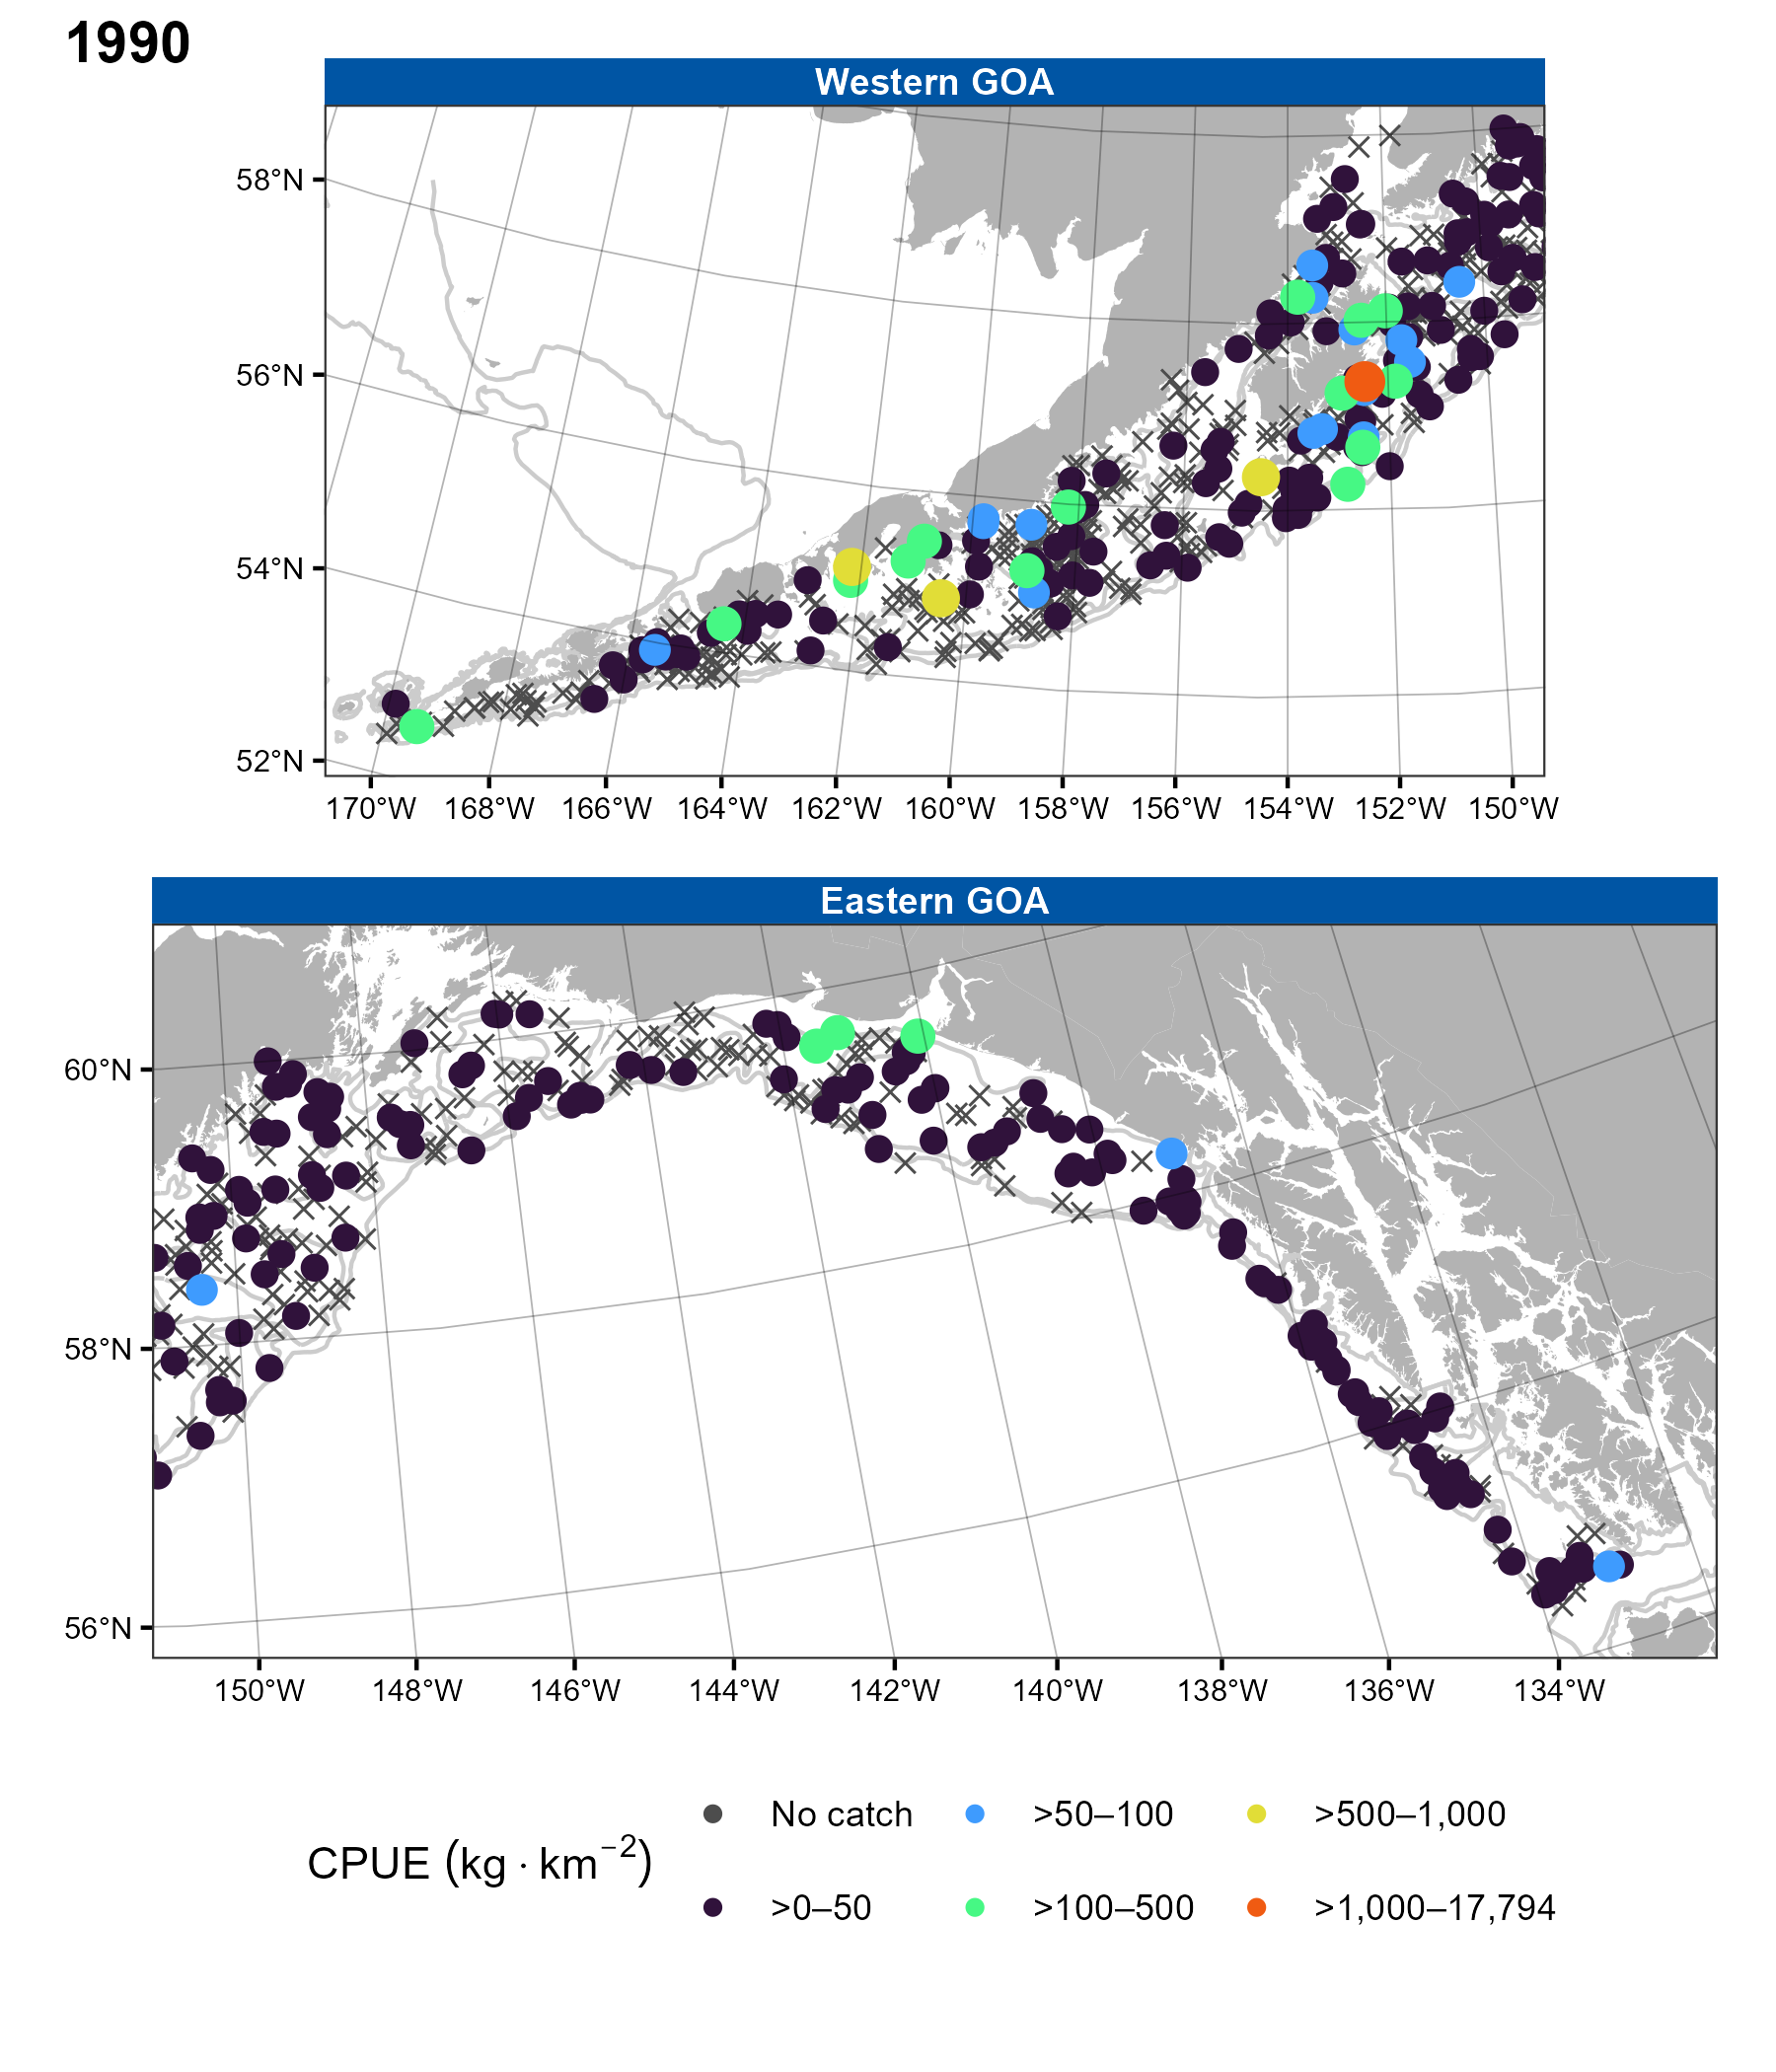 1990
Western GOA
58°N
56°N
54°N
52°N
170°W 168°W 166°W 164°W 162°W 160°W 158°W 156°W 154°W 152°W 150°W
Eastern GOA
60°N
58°N
56°N
150°W 148°W 146°W 144°W 142°W 140°W 138°W 136°W 134°W
CPUE (kg · km⁻²)
No catch >50–100 >500–1,000
>0–50 >100–500 >1,000–17,794